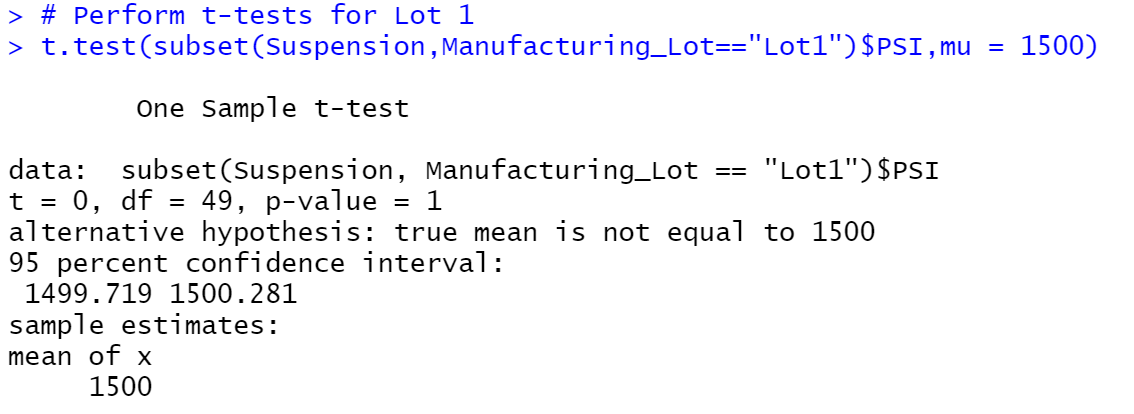 > # Perform t-tests for Lot 1
> t.test(subset(Suspension,Manufacturing_Lot=="Lot1")$PSI,mu = 1500)
One Sample t-test
data:  subset(Suspension, Manufacturing_Lot == "Lot1")$PSI
t = 0, df = 49, p-value = 1
alternative hypothesis: true mean is not equal to 1500
95 percent confidence interval:
1499.719 1500.281
sample estimates:
mean of x
1500